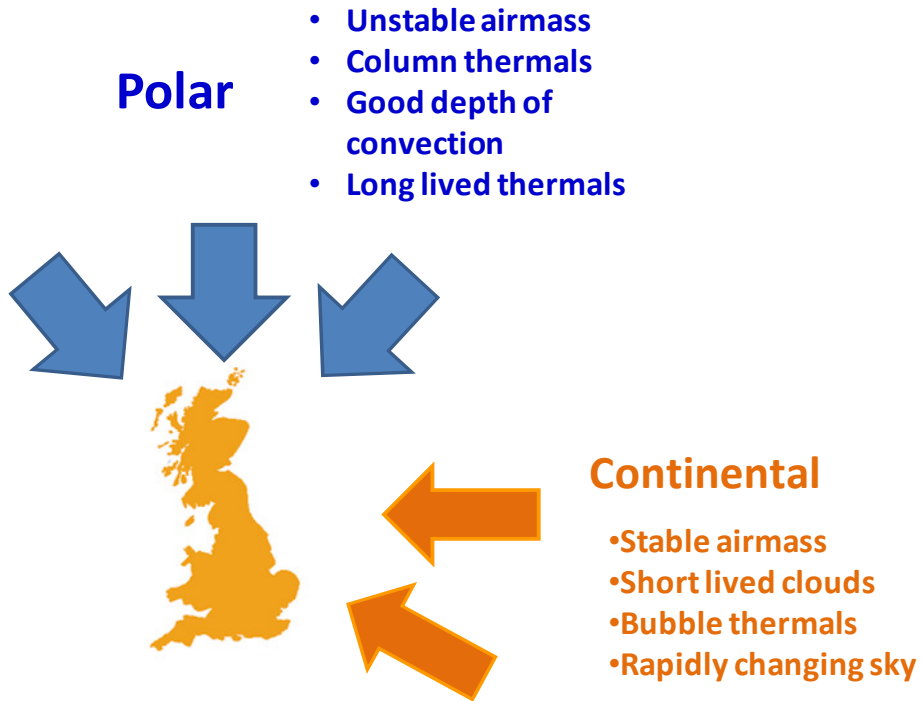 Polar
• Unstable airmass
• Column thermals
• Good depth of
convection
• Long lived thermals
Continental
•Stable airmass
•Short lived clouds
•Bubble thermals
•Rapidly changing sky